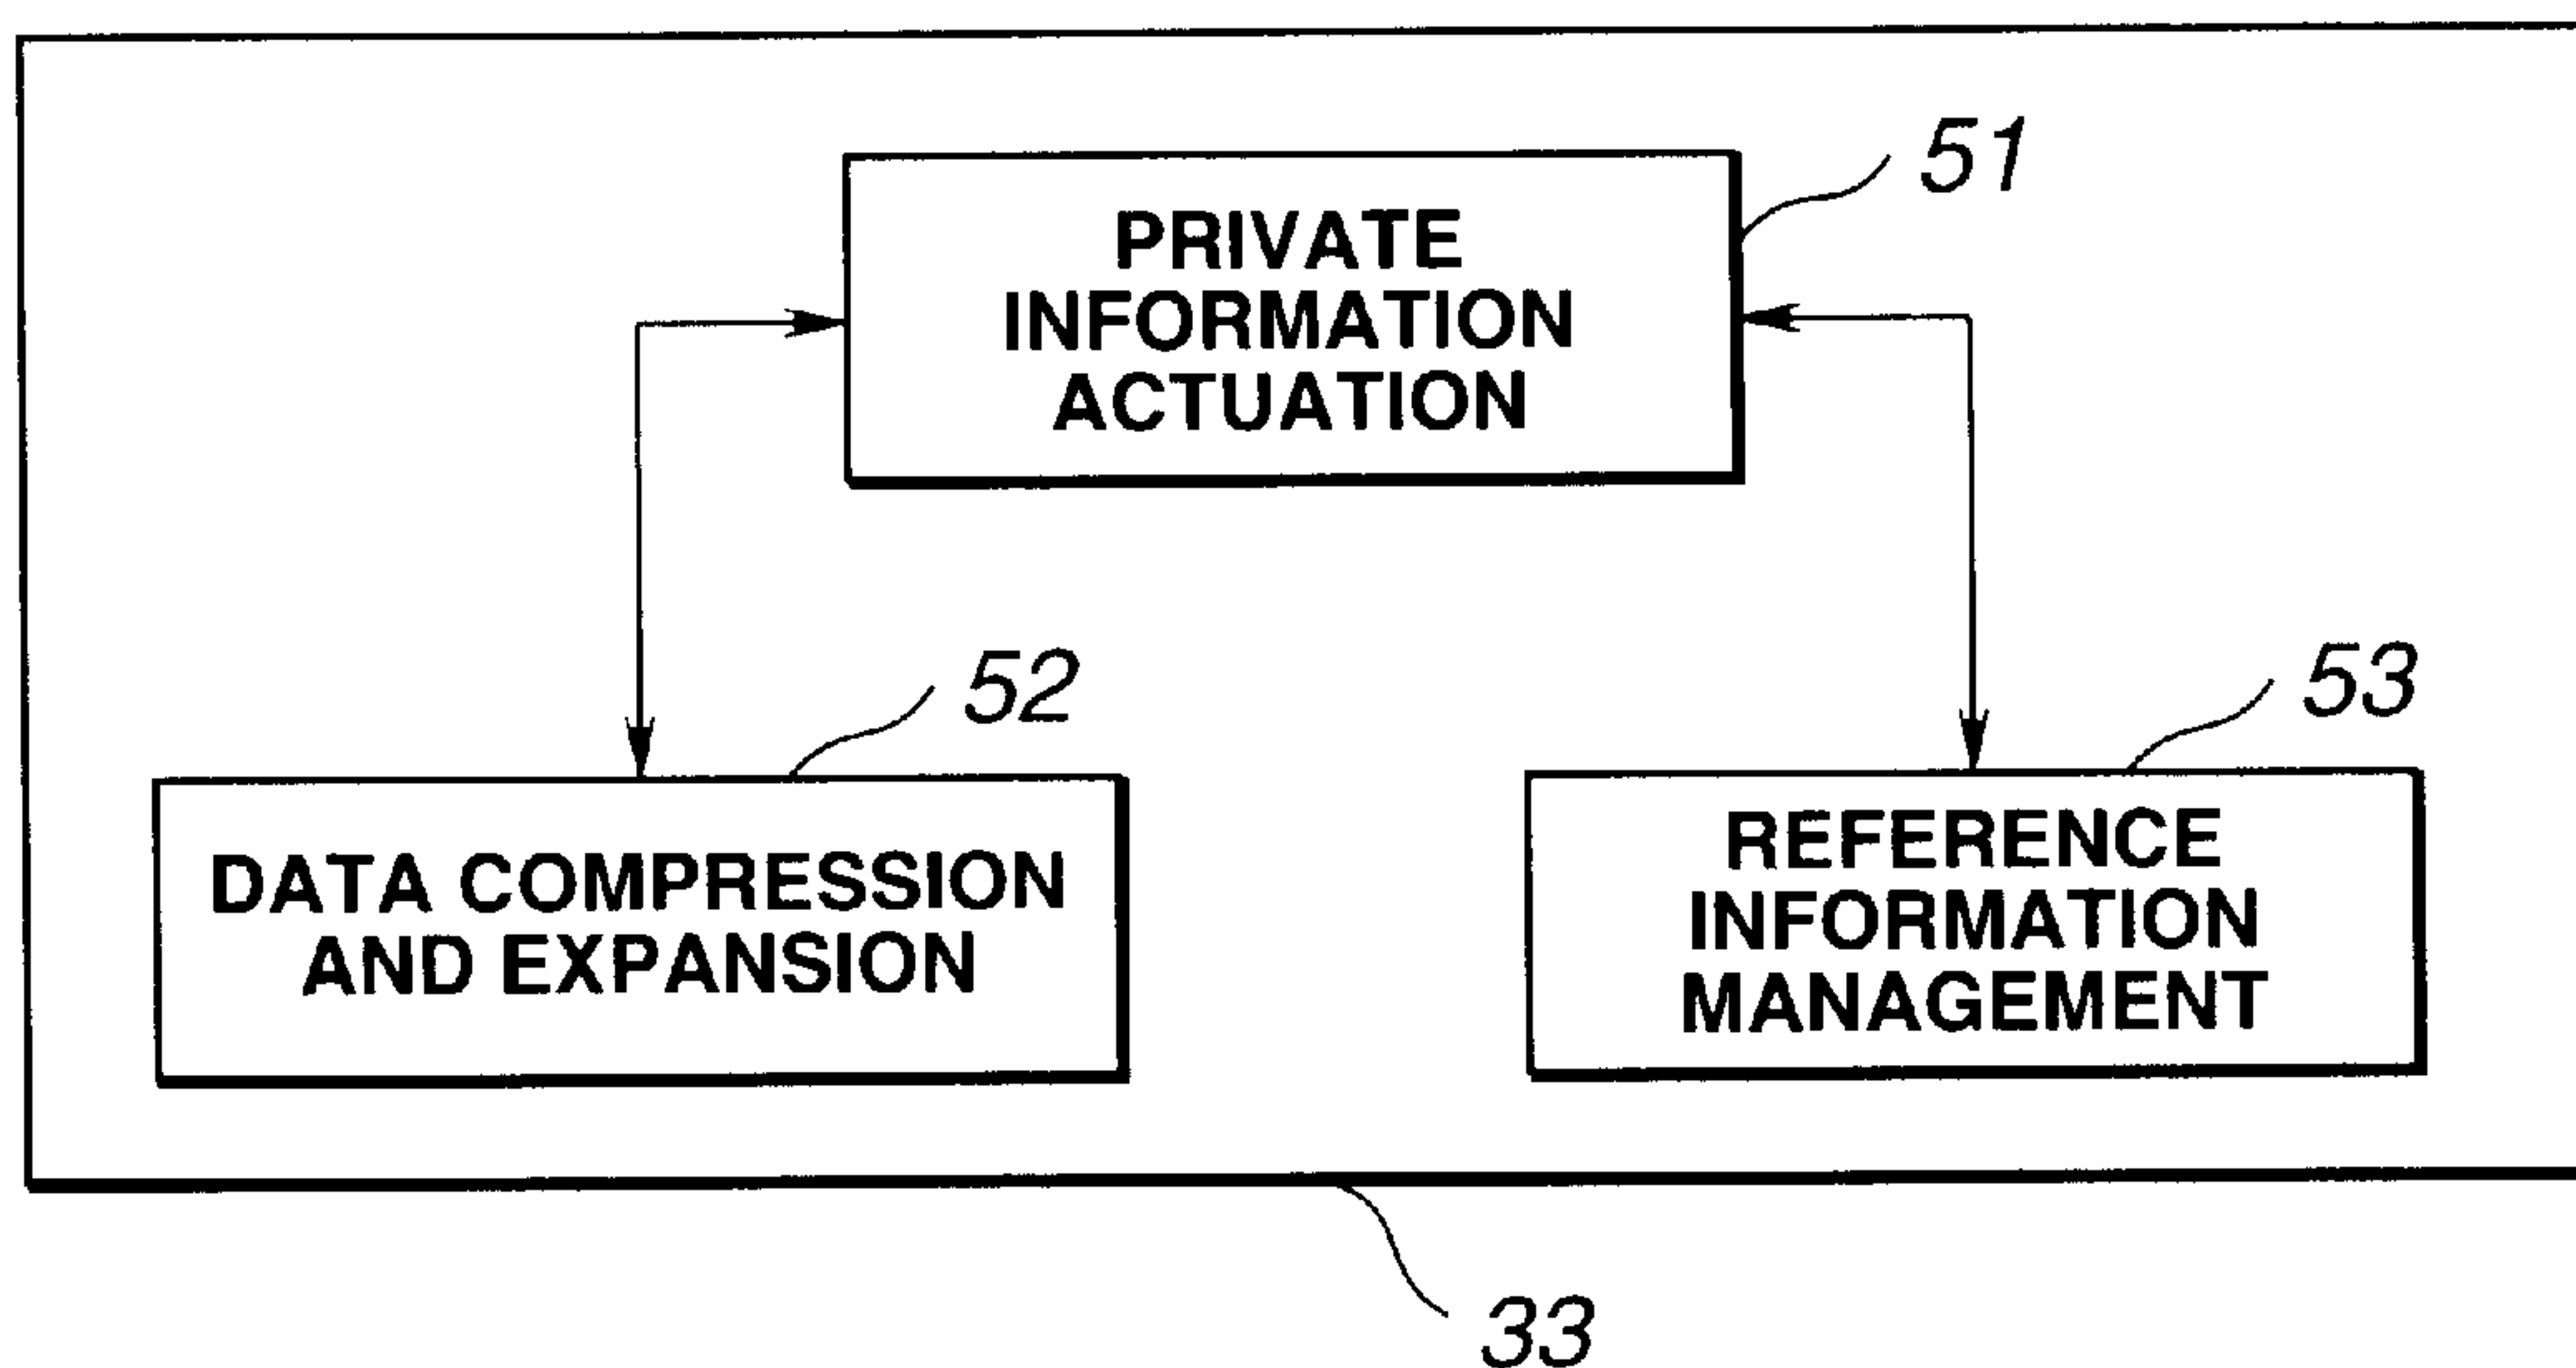 51
PRIVATE
INFORMATION
ACTUATION
52
53
DATA COMPRESSION
AND EXPANSION
REFERENCE
INFORMATION
MANAGEMENT
33